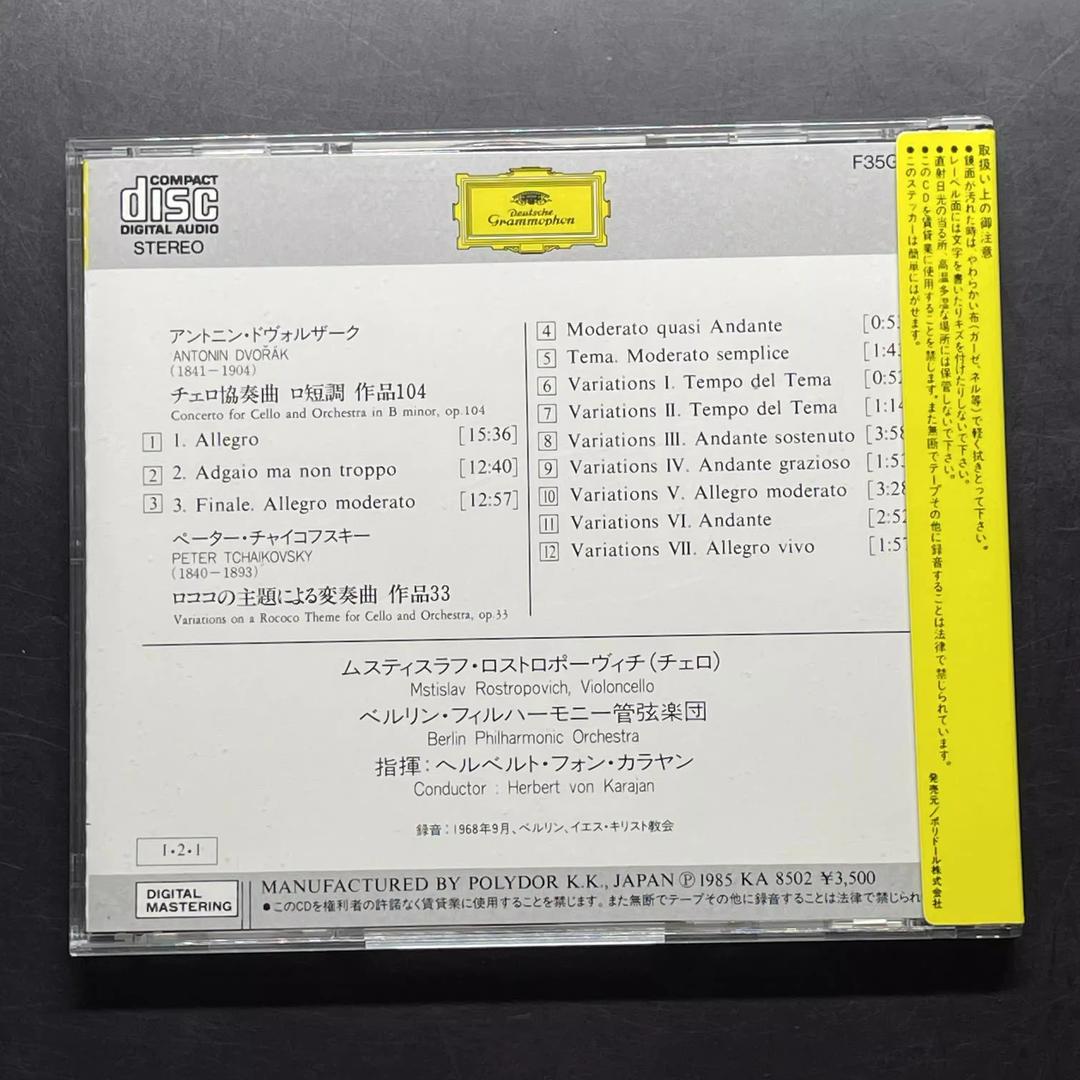 COMPACT
disc
DIGITAL AUDIO
STEREO
Deutsche
Grammophon
F35G
アントニン・ドヴォルザーク
ANTONIN DVOŘÁK
(1841−1904)
チェロ協奏曲 ロ短調 作品104
Concerto for Cello and Orchestra in B minor, op.104
1 1. Allegro [15:36]
2 2. Adgaio ma non troppo [12:40]
3 3. Finale. Allegro moderato [12:57]
ペーター・チャイコフスキー
PETER TCHAIKOVSKY
(1840−1893)
ロココの主題による変奏曲 作品33
Variations on a Rococo Theme for Cello and Orchestra, op.33
4 Moderato quasi Andante [0:5
5 Tema. Moderato semplice [1:4
6 Variations I. Tempo del Tema [0:52
7 Variations II. Tempo del Tema [1:14
8 Variations III. Andante sostenuto [3:58
9 Variations IV. Andante grazioso [1:5
10 Variations V. Allegro moderato [3:28
11 Variations VI. Andante [2:52
12 Variations VII. Allegro vivo [1:57
ムスティスラフ・ロストロポーヴィチ(チェロ)
Mstislav Rostropovich, Violoncello
ベルリン・フィルハーモニー管弦楽団
Berlin Philharmonic Orchestra
指揮:ヘルベルト・フォン・カラヤン
Conductor : Herbert von Karajan
録音:1968年9月、ベルリン、イエス・キリスト教会
1・2・1
DIGITAL
MASTERING
MANUFACTURED BY POLYDOR K.K., JAPAN Ⓟ1985 KA 8502 ¥3,500
●このCDを権利者の許諾なく賃貸業に使用することを禁じます。また無断でテープその他に録音することは法律で禁じられ
取扱い上の御注意
●鏡面が汚れた時は、やわらかい布(ガーゼ、ネル等)で軽く拭きとって下さい。
●レーベル面には文字を書いたりキズを付けたりしないで下さい。
●直射日光の当る所、高温多湿な場所には保管しないで下さい。
●このCDを賃貸業に使用することを禁じます。また無断でテープその他に録音することは法律で禁じられています。
●このステッカーは簡単にはがせます。
発売元/ポリドール株式会社